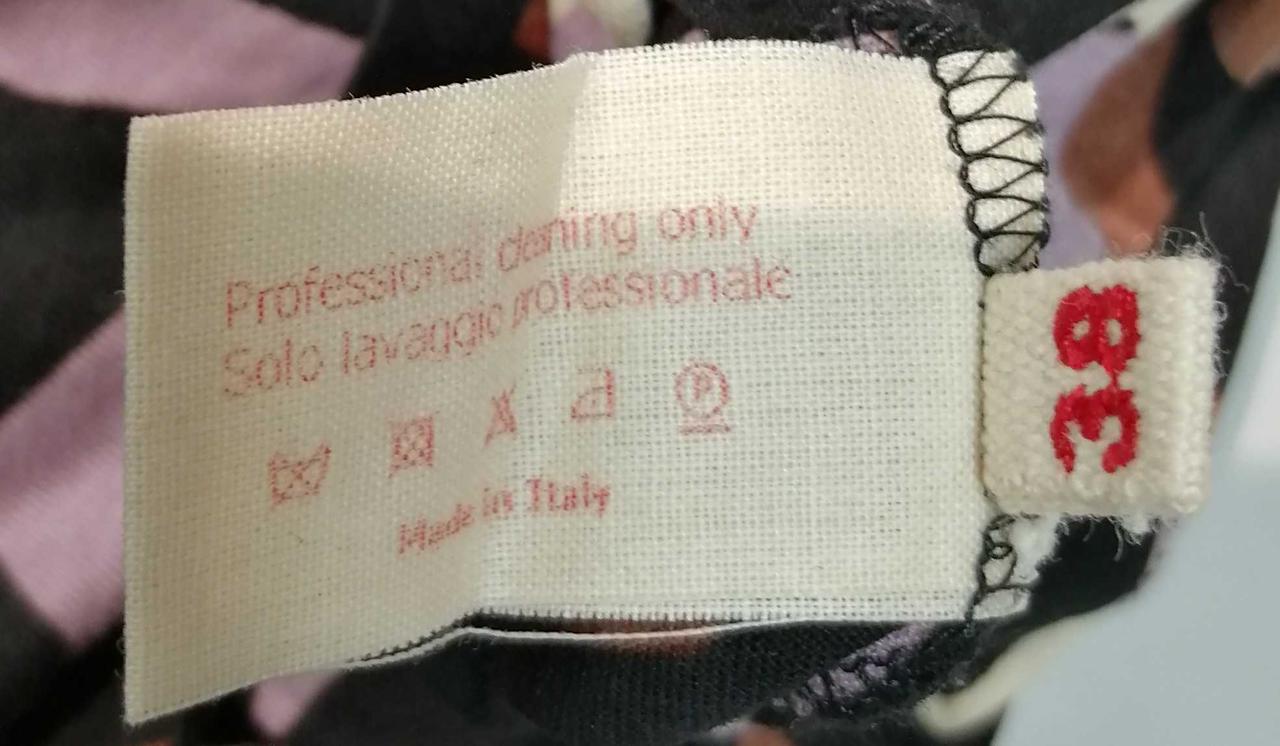 Professional cleaning only
Solo lavaggio professionale
P
Made in Italy
38